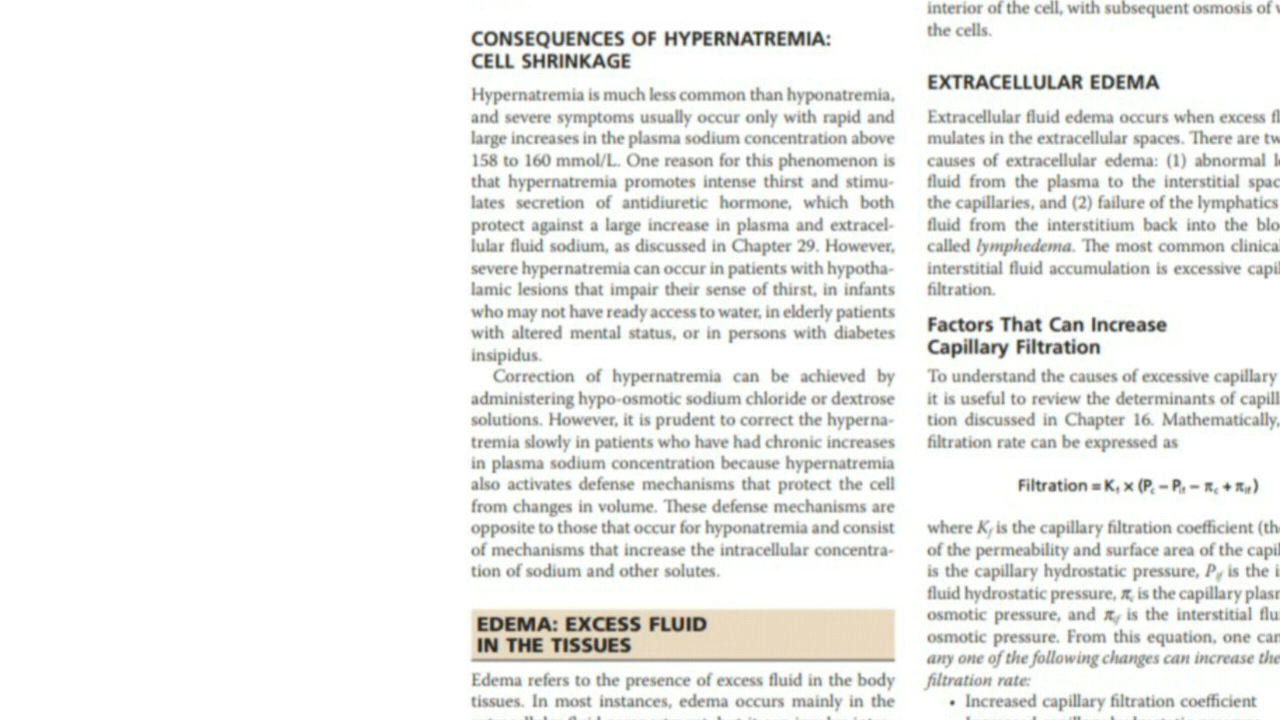 CONSEQUENCES OF HYPERNATREMIA:
CELL SHRINKAGE
Hypernatremia is much less common than hyponatremia,
and severe symptoms usually occur only with rapid and
large increases in the plasma sodium concentration above
158 to 160 mmol/L. One reason for this phenomenon is
that hypernatremia promotes intense thirst and stimu-
lates secretion of antidiuretic hormone, which both
protect against a large increase in plasma and extracel-
lular fluid sodium, as discussed in Chapter 29. However,
severe hypernatremia can occur in patients with hypotha-
lamic lesions that impair their sense of thirst, in infants
who may not have ready access to water, in elderly patients
with altered mental status, or in persons with diabetes
insipidus.
Correction of hypernatremia can be achieved by
administering hypo-osmotic sodium chloride or dextrose
solutions. However, it is prudent to correct the hyperna-
tremia slowly in patients who have had chronic increases
in plasma sodium concentration because hypernatremia
also activates defense mechanisms that protect the cell
from changes in volume. These defense mechanisms are
opposite to those that occur for hyponatremia and consist
of mechanisms that increase the intracellular concentra-
tion of sodium and other solutes.
EDEMA: EXCESS FLUID
IN THE TISSUES
Edema refers to the presence of excess fluid in the body
tissues. In most instances, edema occurs mainly in the
interior of the cell, with subsequent osmosis of
the cells.
EXTRACELLULAR EDEMA
Extracellular fluid edema occurs when excess fl
mulates in the extracellular spaces. There are tw
causes of extracellular edema: (1) abnormal l
fluid from the plasma to the interstitial spac
the capillaries, and (2) failure of the lymphatics
fluid from the interstitium back into the blo
called lymphedema. The most common clinical
interstitial fluid accumulation is excessive capil
filtration.
Factors That Can Increase
Capillary Filtration
To understand the causes of excessive capillary
it is useful to review the determinants of capill
tion discussed in Chapter 16. Mathematically,
filtration rate can be expressed as
Filtration = Kf × (Pc − Pif − πc + πif)
where Kf is the capillary filtration coefficient (the
of the permeability and surface area of the capil
is the capillary hydrostatic pressure, Pif is the i
fluid hydrostatic pressure, πc is the capillary plasm
osmotic pressure, and πif is the interstitial flu
osmotic pressure. From this equation, one can
any one of the following changes can increase the
filtration rate:
• Increased capillary filtration coefficient